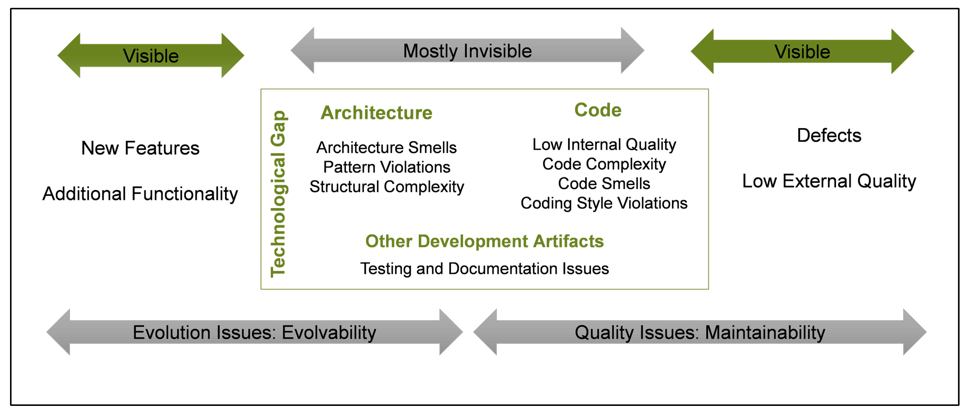 Visible
Mostly Invisible
Visible
New Features
Additional Functionality
Technological Gap
Architecture
Architecture Smells
Pattern Violations
Structural Complexity
Code
Low Internal Quality
Code Complexity
Code Smells
Coding Style Violations
Other Development Artifacts
Testing and Documentation Issues
Defects
Low External Quality
Evolution Issues: Evolvability
Quality Issues: Maintainability